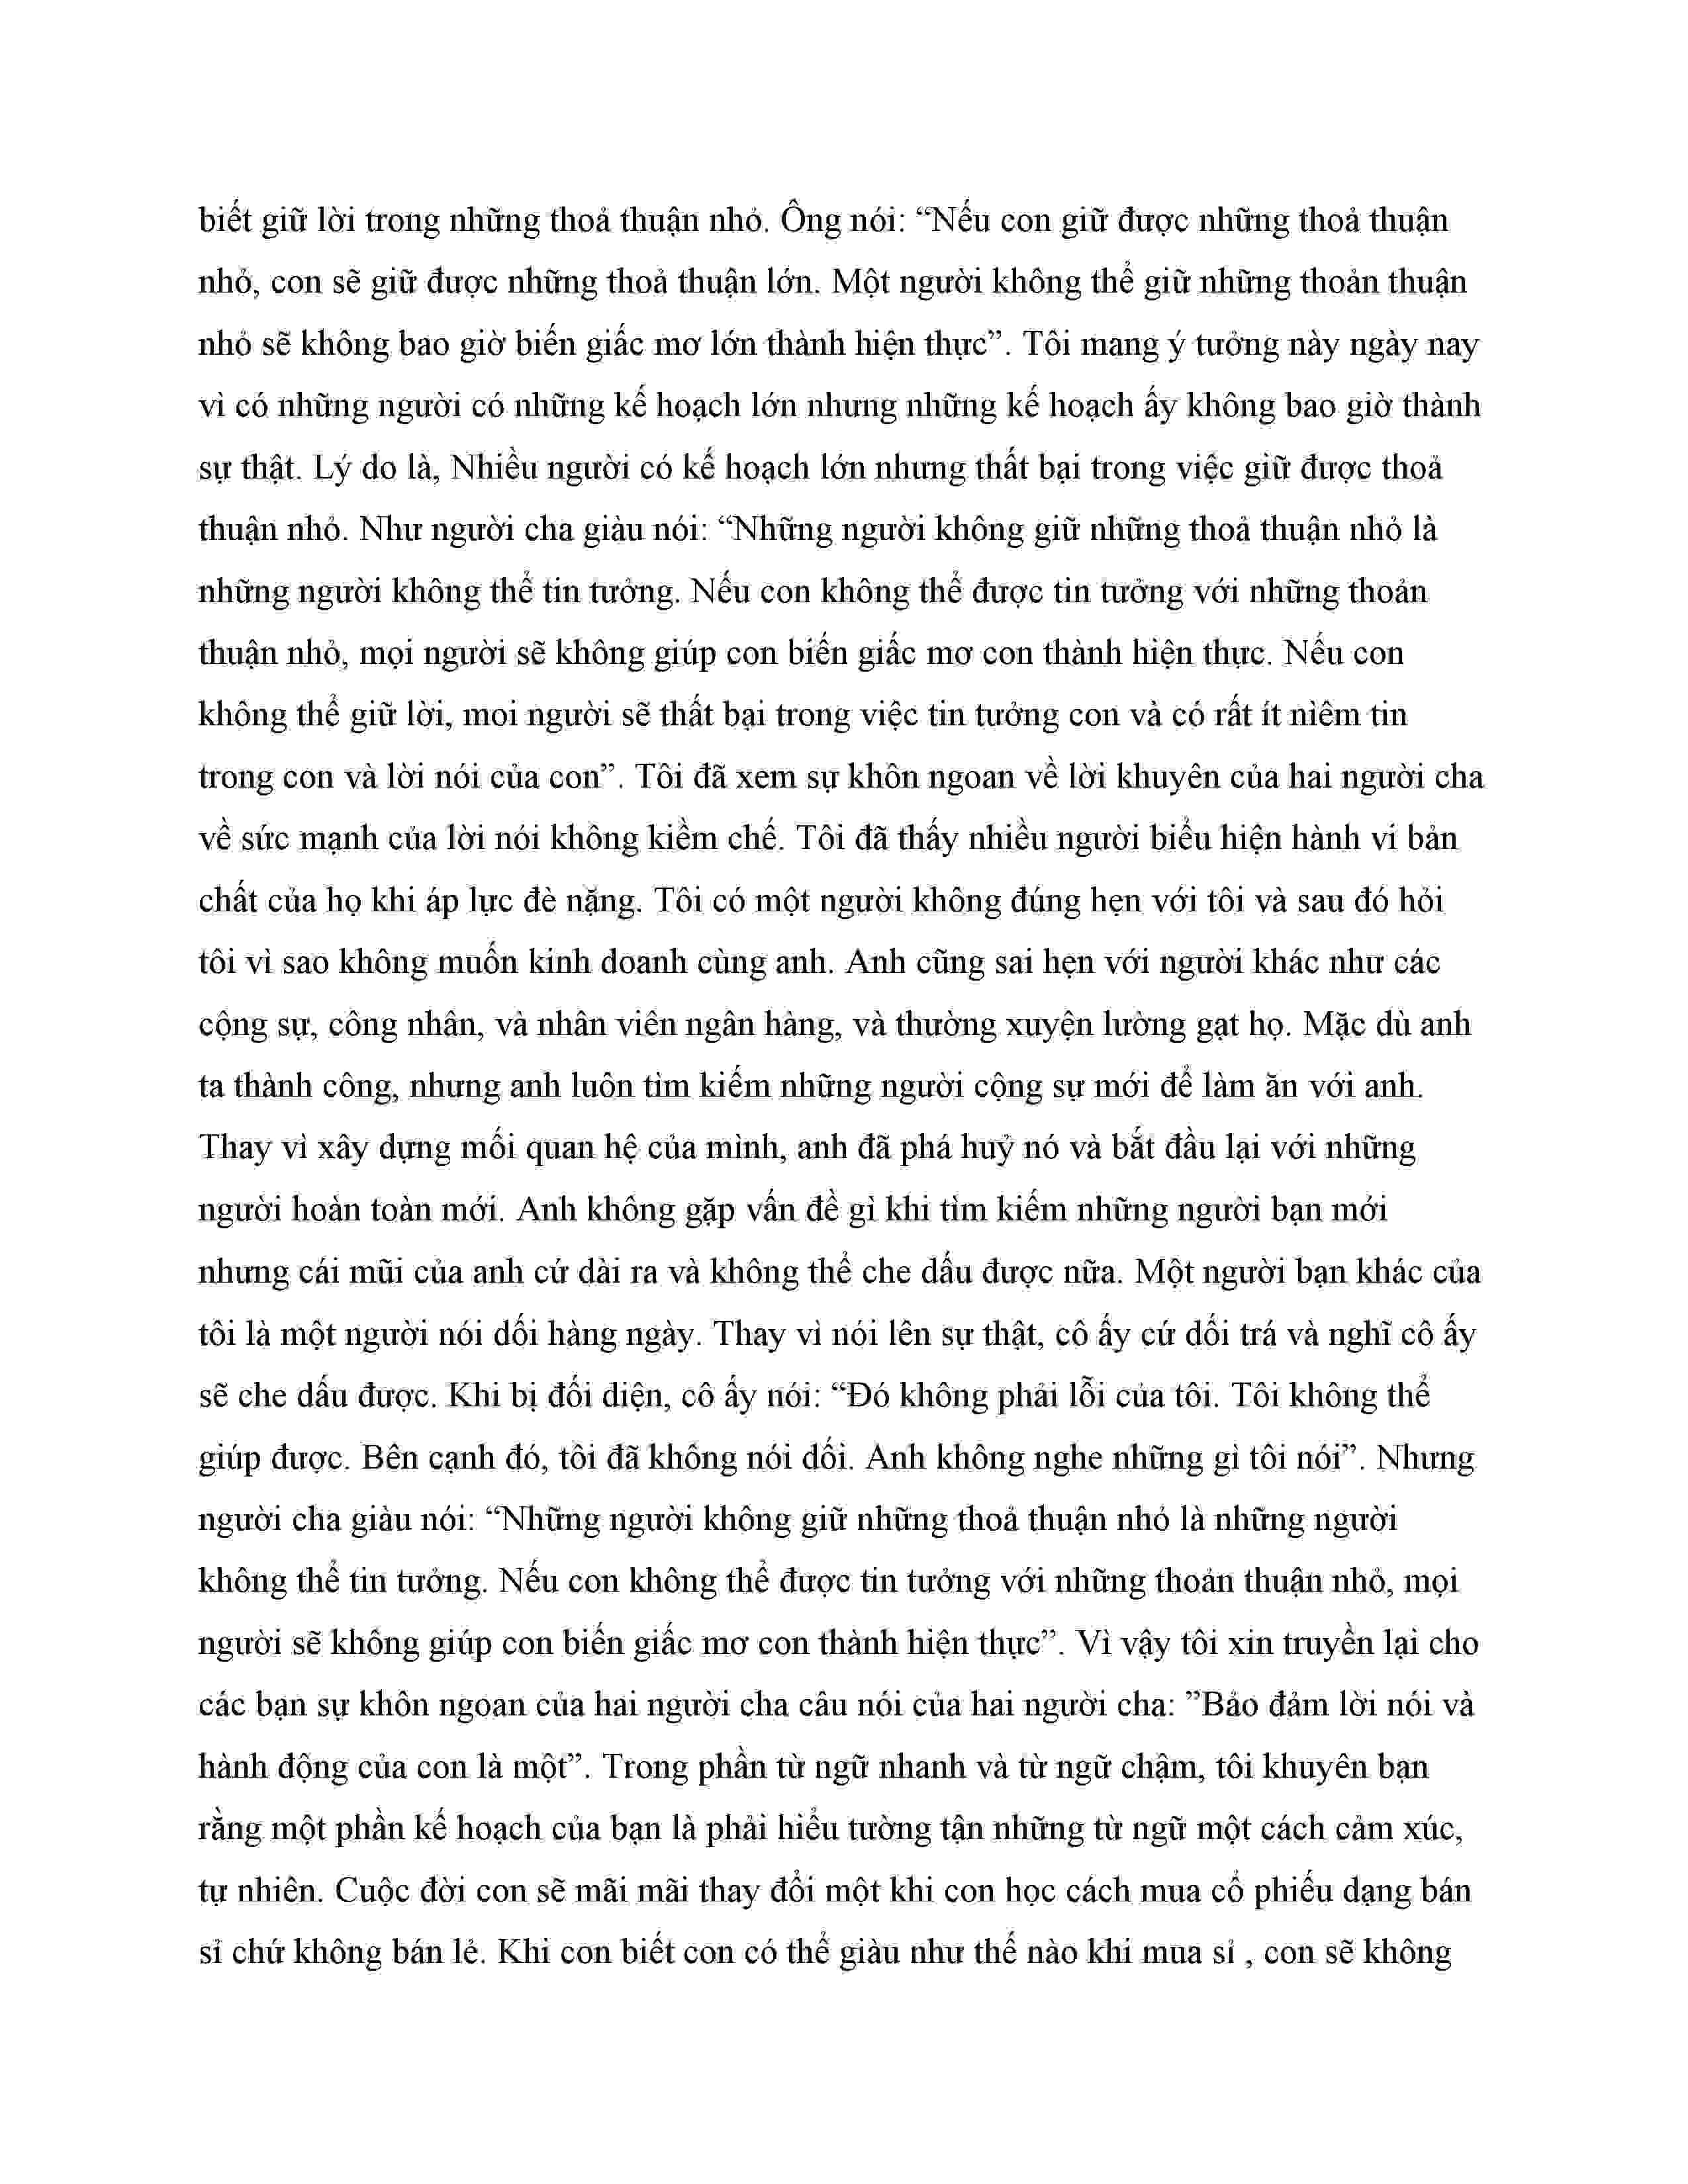 biết giữ lời trong những thoả thuận nhỏ. Ông nói: “Nếu con giữ được những thoả thuận
nhỏ, con sẽ giữ được những thoả thuận lớn. Một người không thể giữ những thoản thuận
nhỏ sẽ không bao giờ biến giấc mơ lớn thành hiện thực”. Tôi mang ý tưởng này ngày nay
vì có những người có những kế hoạch lớn nhưng những kế hoạch ấy không bao giờ thành
sự thật. Lý do là, Nhiều người có kế hoạch lớn nhưng thất bại trong việc giữ được thoả
thuận nhỏ. Như người cha giàu nói: “Những người không giữ những thoả thuận nhỏ là
những người không thể tin tưởng. Nếu con không thể được tin tưởng với những thoản
thuận nhỏ, mọi người sẽ không giúp con biến giấc mơ con thành hiện thực. Nếu con
không thể giữ lời, moi người sẽ thất bại trong việc tin tưởng con và có rất ít nìêm tin
trong con và lời nói của con”. Tôi đã xem sự khôn ngoan về lời khuyên của hai người cha
về sức mạnh của lời nói không kiềm chế. Tôi đã thấy nhiều người biểu hiện hành vi bản
chất của họ khi áp lực đè nặng. Tôi có một người không đúng hẹn với tôi và sau đó hỏi
tôi vì sao không muốn kinh doanh cùng anh. Anh cũng sai hẹn với người khác như các
cộng sự, công nhân, và nhân viên ngân hàng, và thường xuyện lường gạt họ. Mặc dù anh
ta thành công, nhưng anh luôn tìm kiếm những người cộng sự mới để làm ăn với anh.
Thay vì xây dựng mối quan hệ của mình, anh đã phá huỷ nó và bắt đầu lại với những
người hoàn toàn mới. Anh không gặp vấn đề gì khi tìm kiếm những người bạn mới
nhưng cái mũi của anh cứ dài ra và không thể che dấu được nữa. Một người bạn khác của
tôi là một người nói dối hàng ngày. Thay vì nói lên sự thật, cô ấy cứ dối trá và nghĩ cô ấy
sẽ che dấu được. Khi bị đối diện, cô ấy nói: “Đó không phải lỗi của tôi. Tôi không thể
giúp được. Bên cạnh đó, tôi đã không nói dối. Anh không nghe những gì tôi nói”. Nhưng
người cha giàu nói: “Những người không giữ những thoả thuận nhỏ là những người
không thể tin tưởng. Nếu con không thể được tin tưởng với những thoản thuận nhỏ, mọi
người sẽ không giúp con biến giấc mơ con thành hiện thực”. Vì vậy tôi xin truyền lại cho
các bạn sự khôn ngoan của hai người cha câu nói của hai người cha: ”Bảo đảm lời nói và
hành động của con là một”. Trong phần từ ngữ nhanh và từ ngữ chậm, tôi khuyên bạn
rằng một phần kế hoạch của bạn là phải hiểu tường tận những từ ngữ một cách cảm xúc,
tự nhiên. Cuộc đời con sẽ mãi mãi thay đổi một khi con học cách mua cổ phiếu dạng bán
sỉ chứ không bán lẻ. Khi con biết con có thể giàu như thế nào khi mua sỉ , con sẽ không